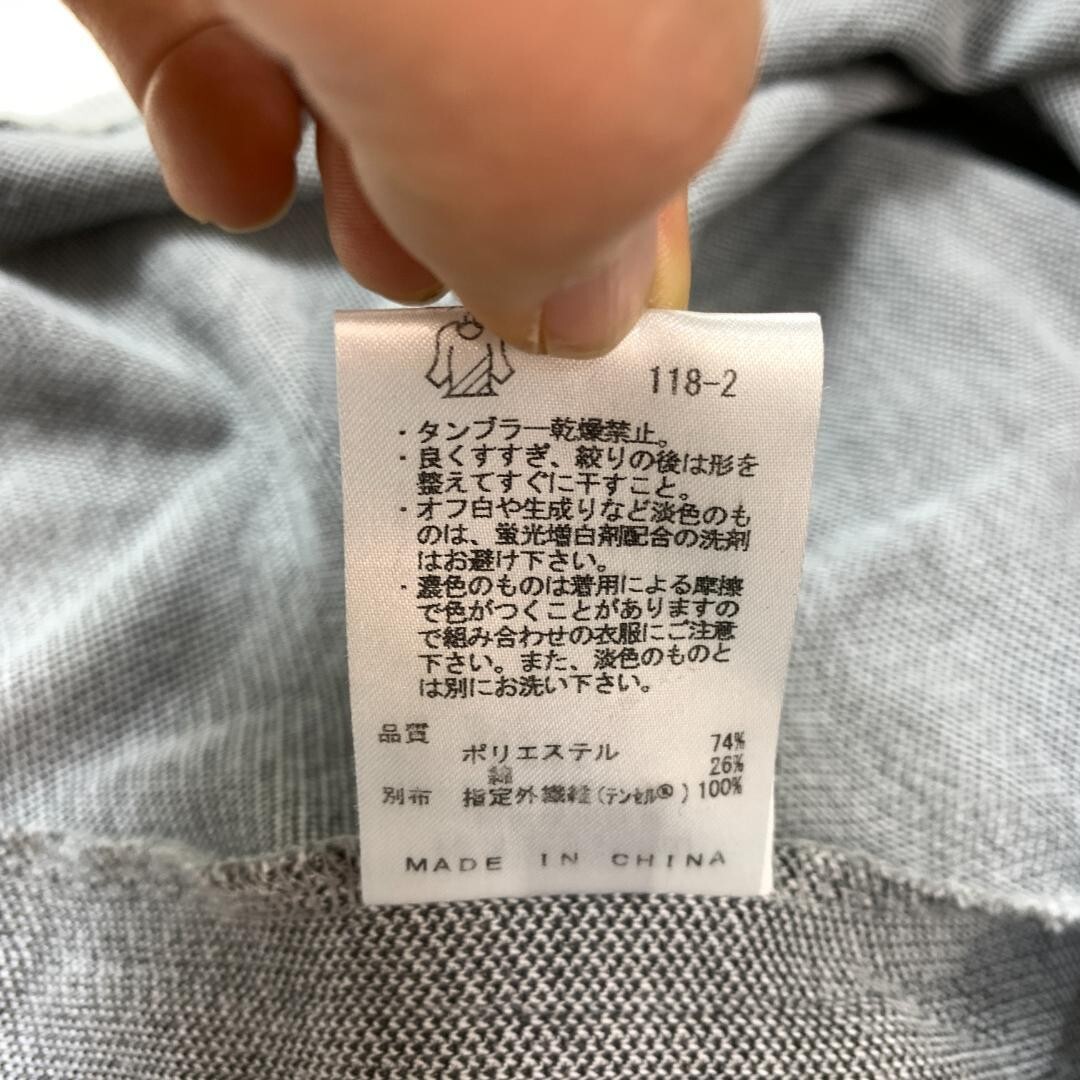 118-2
・タンブラー乾燥禁止。
・良くすすぎ、絞りの後は形を
整えてすぐに干すこと。
・オフ白や生成りなど淡色のも
のは、蛍光増白剤配合の洗剤
はお避け下さい。
・濃色のものは着用による摩擦
で色がつくことがありますの
で組み合わせの衣服にご注意
下さい。また、淡色のものと
は別にお洗い下さい。
品質
ポリエステル 74%
綿 26%
別布 指定外繊維(テンセル®) 100%
MADE IN CHINA